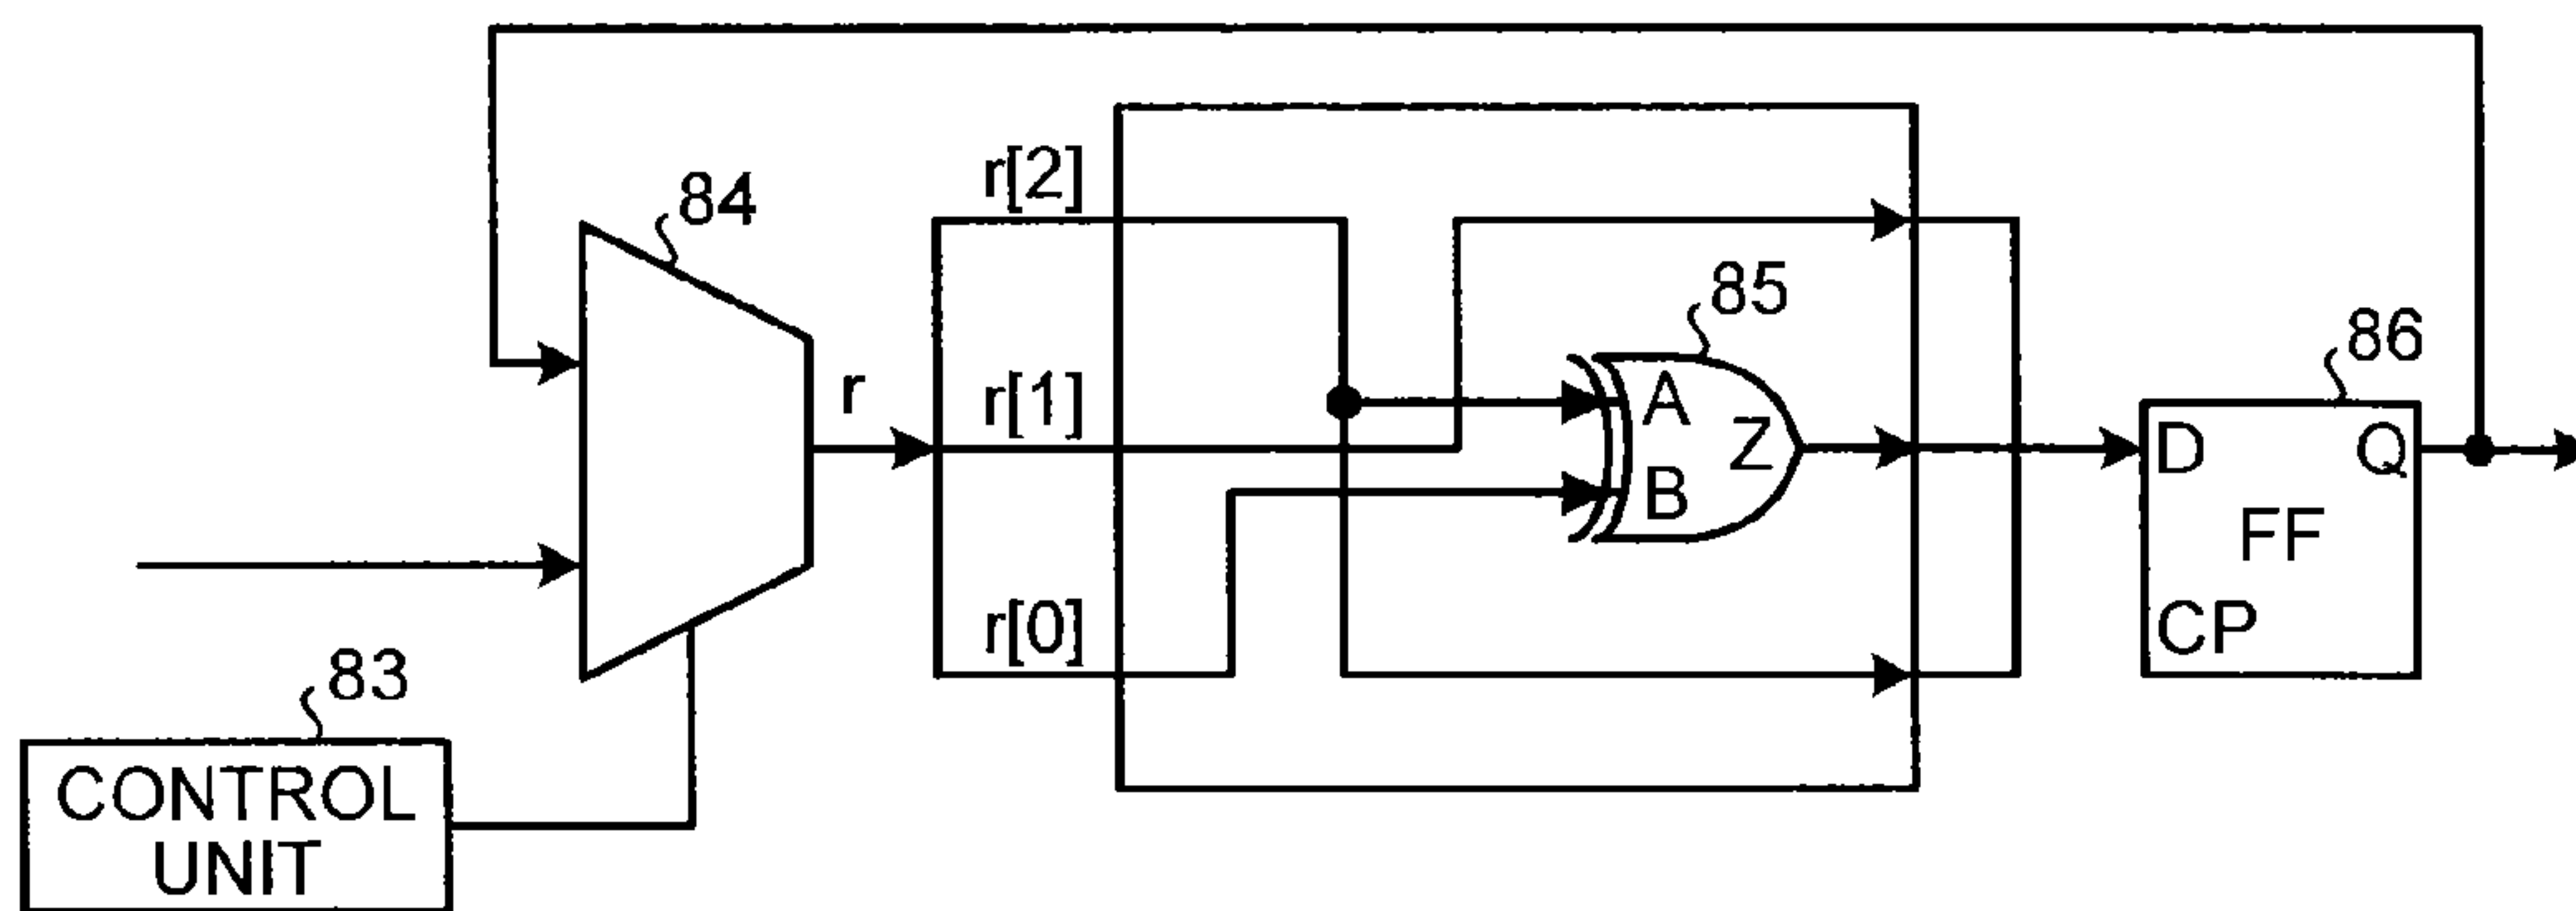 r[2]
84
85
86
r
r[1]
A
Z
B
D
Q
FF
CP
r[0]
83
CONTROL
UNIT